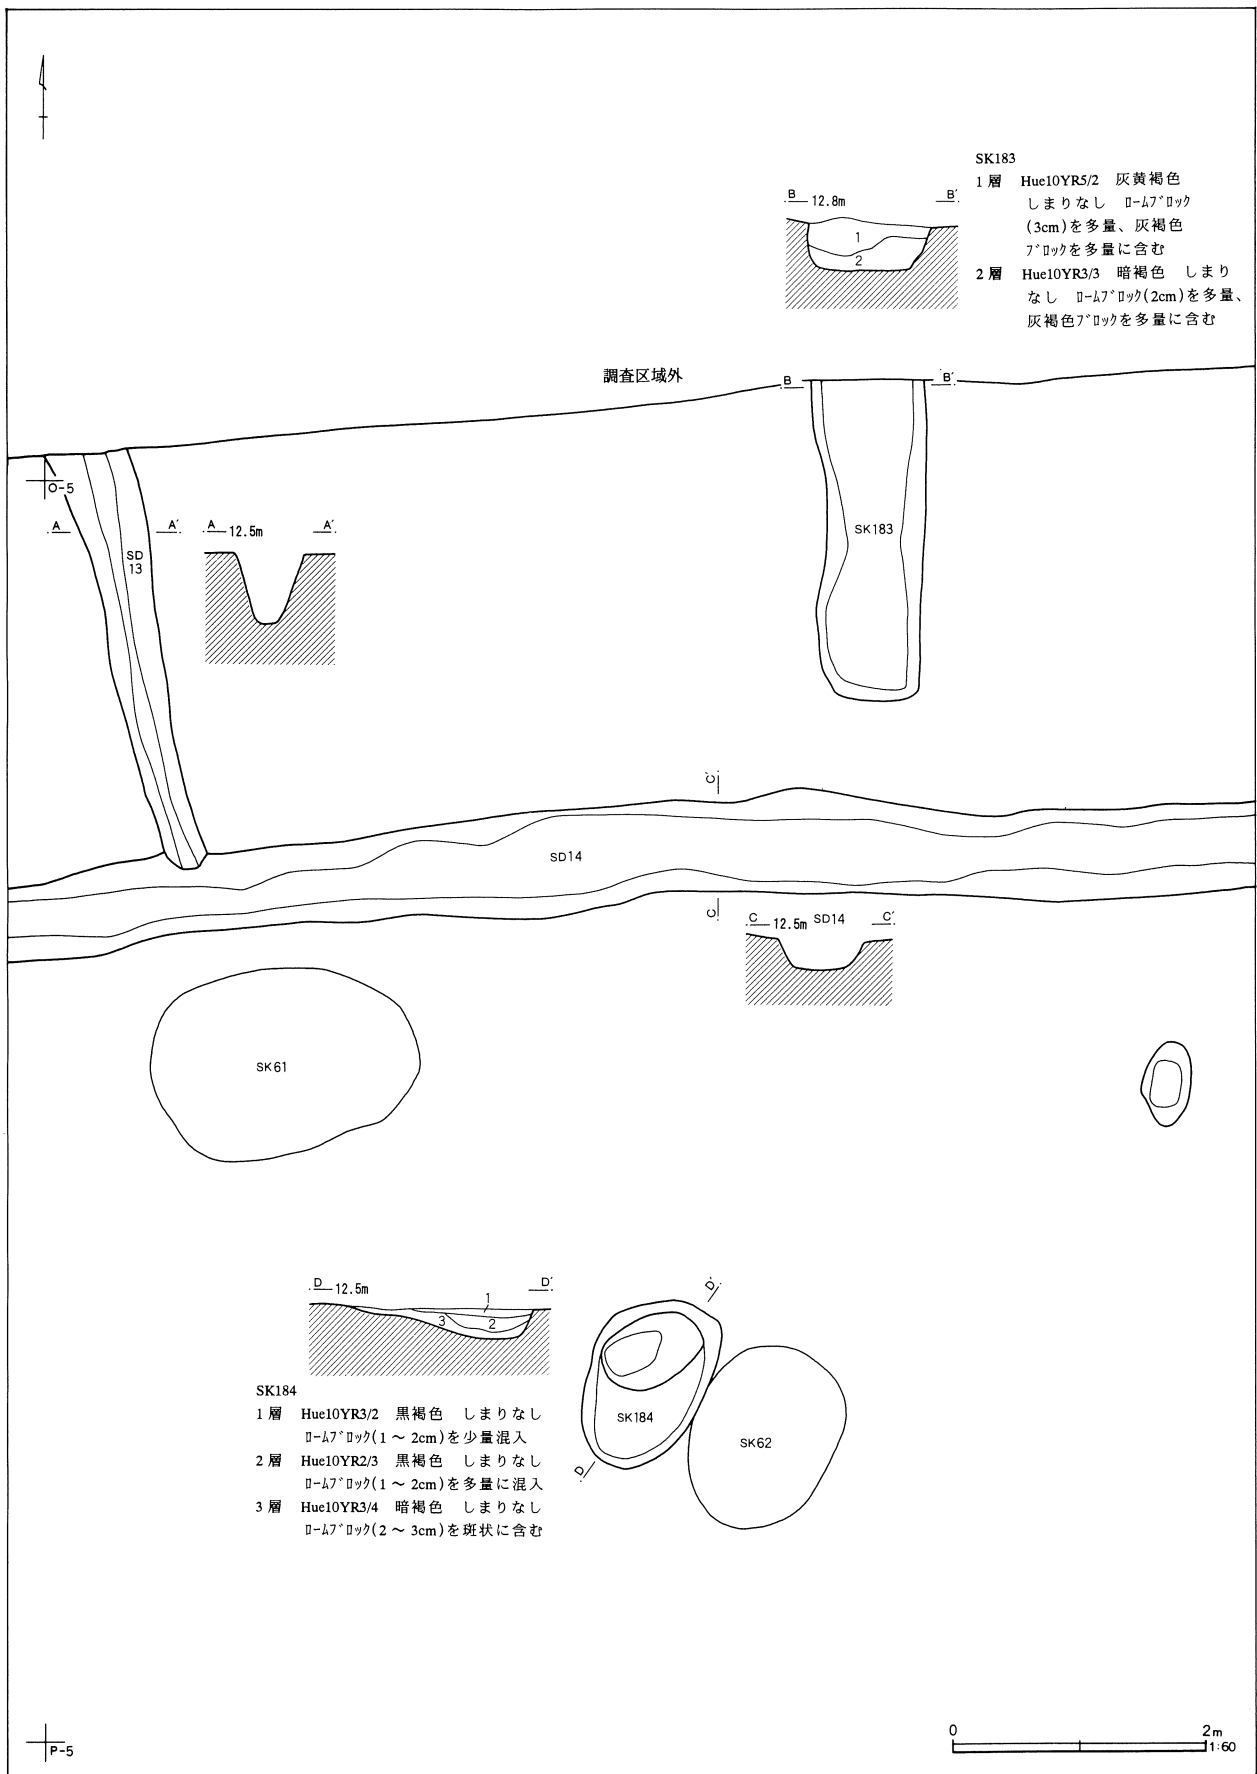 SK183
1層 Hue10YR5/2 灰黄褐色
しまりなし ﾛｰﾑﾌﾞﾛｯｸ
(3cm)を多量、灰褐色
ﾌﾞﾛｯｸを多量に含む
2層 Hue10YR3/3 暗褐色 しまり
なし ﾛｰﾑﾌﾞﾛｯｸ(2cm)を多量、
灰褐色ﾌﾞﾛｯｸを多量に含む
B 12.8m B′
1
2
調査区域外
B B′
O-5
A A′
A 12.5m A′
SD
13
SK183
C′
SD14
C
C 12.5m SD14 C′
SK61
D 12.5m D′
1
3 2
D′
SK184
SK62
D
SK184
1層 Hue10YR3/2 黒褐色 しまりなし
ﾛｰﾑﾌﾞﾛｯｸ(1～2cm)を少量混入
2層 Hue10YR2/3 黒褐色 しまりなし
ﾛｰﾑﾌﾞﾛｯｸ(1～2cm)を多量に混入
3層 Hue10YR3/4 暗褐色 しまりなし
ﾛｰﾑﾌﾞﾛｯｸ(2～3cm)を斑状に含む
P-5
0 2m
1:60